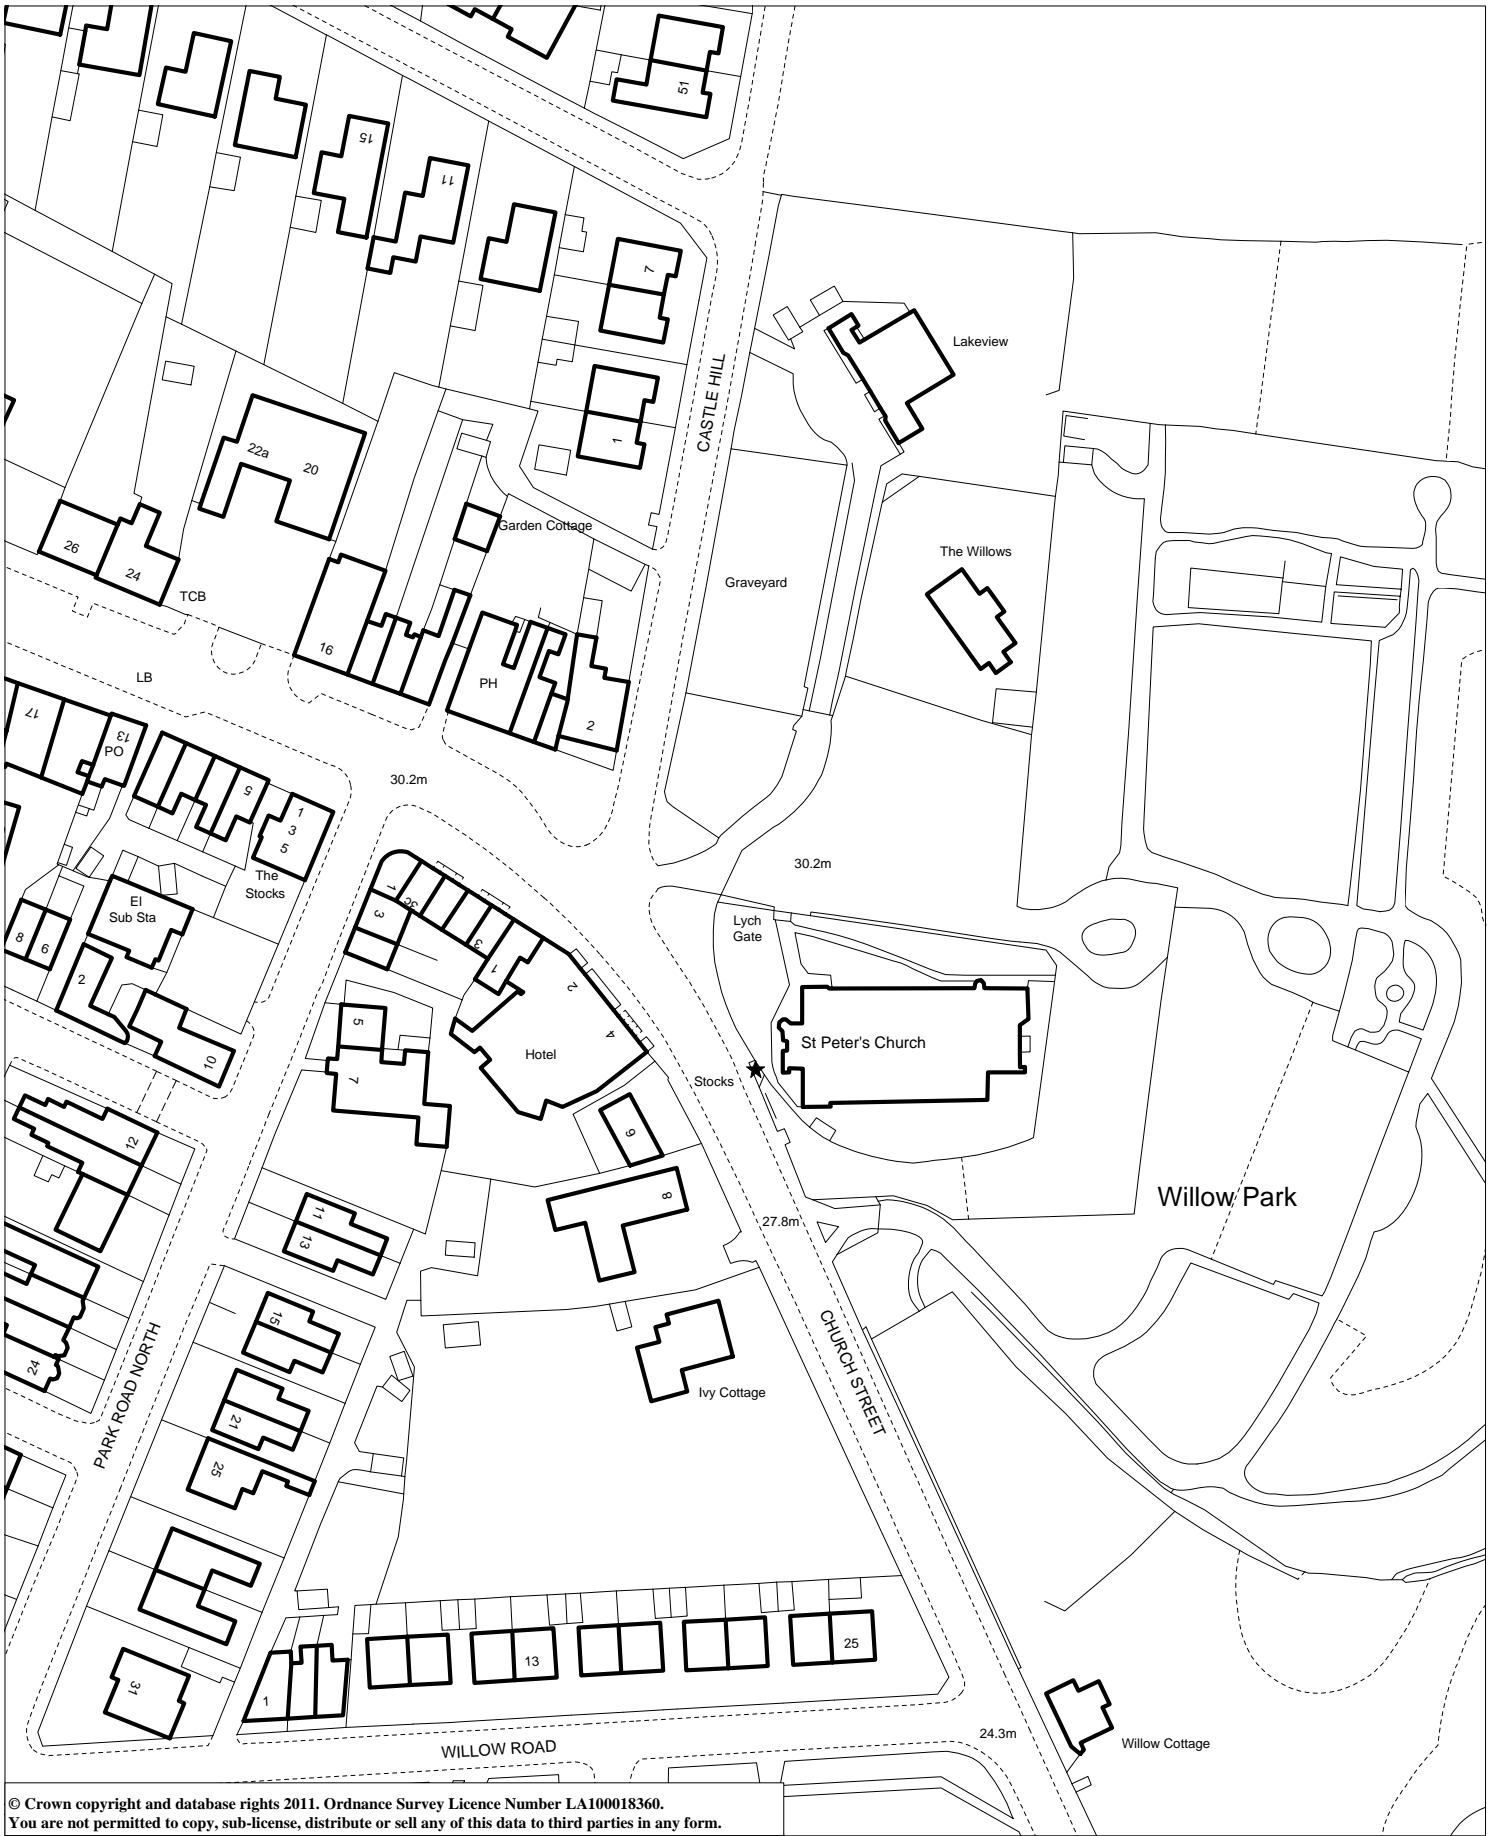 51
15
11
7
Lakeview
CASTLE HILL
1
22a
20
Garden Cottage
26
24
The Willows
Graveyard
TCB
16
LB
PH
2
17
13
PO
5
30.2m
1
3
5
30.2m
The
Stocks
El
Sub Sta
1
3c
3
3
1
Lych
Gate
8
6
2
2
4
5
Hotel
St Peter's Church
10
7
Stocks
12
6
8
Willow Park
11
13
27.8m
15
24
PARK ROAD NORTH
CHURCH STREET
Ivy Cottage
21
25
13
25
31
1
24.3m
WILLOW ROAD
Willow Cottage
© Crown copyright and database rights 2011. Ordnance Survey Licence Number LA100018360.
You are not permitted to copy, sub-license, distribute or sell any of this data to third parties in any form.